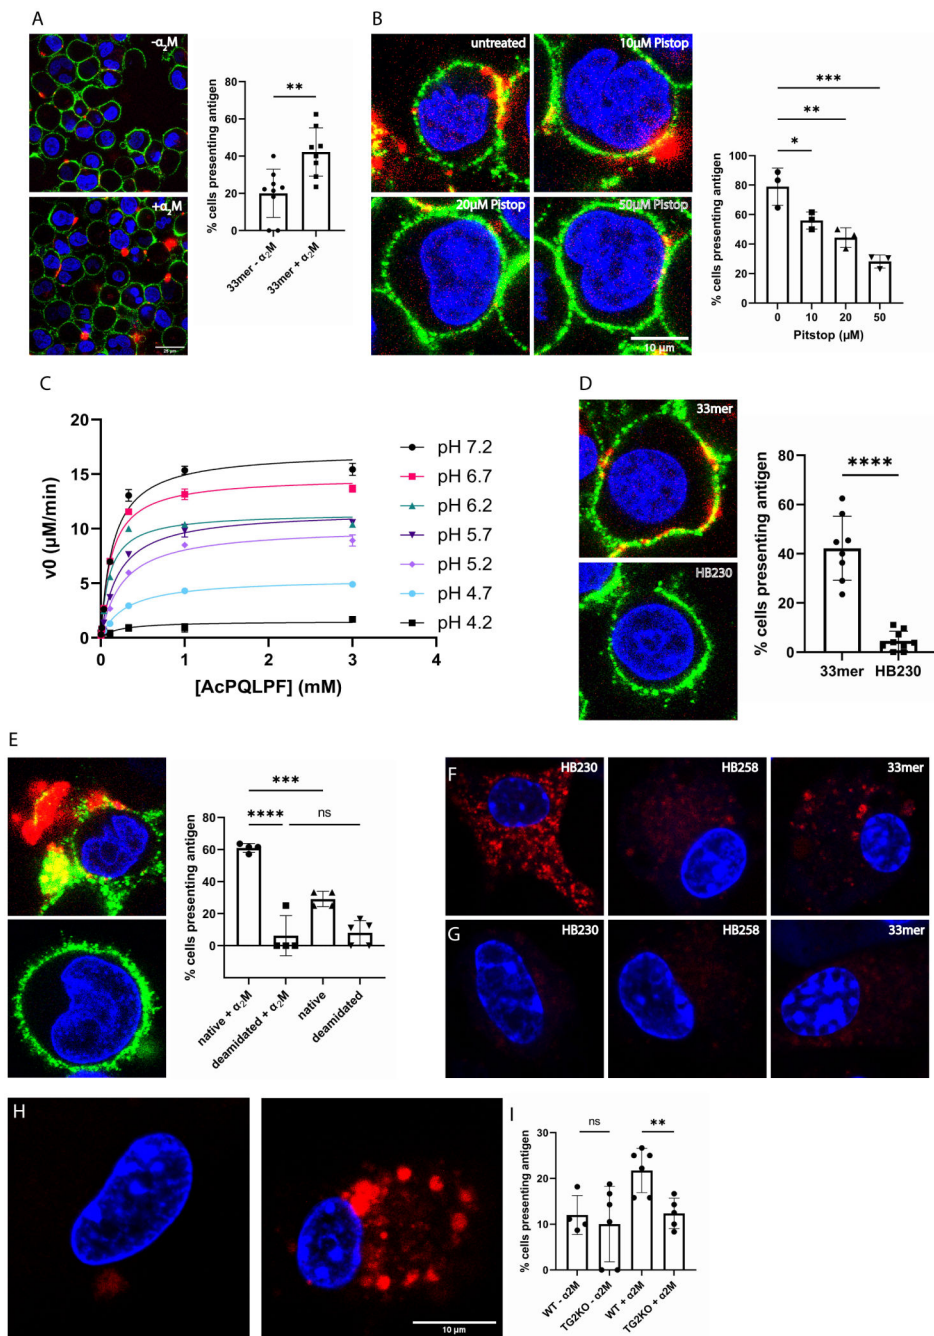 A
-α₂M
+α₂M
20 μm
% cells presenting antigen
80
60
40
20
0
**
33mer - α₂M
33mer + α₂M
B
untreated
10μM Pistop
20μM Pistop
50μM Pistop
10 μm
% cells presenting antigen
100
80
60
40
20
0
***
**
*
0 10 20 50
Pitstop (μM)
C
v0 (μM/min)
20
15
10
5
0
0 1 2 3 4
[AcPQLPF] (mM)
pH 7.2
pH 6.7
pH 6.2
pH 5.7
pH 5.2
pH 4.7
pH 4.2
D
33mer
HB230
% cells presenting antigen
80
60
40
20
0
****
33mer HB230
E
% cells presenting antigen
100
80
60
40
20
0
***
**** ns
native + α₂M
deamidated + α₂M
native
deamidated
F
HB230
HB258
33mer
G
HB230
HB258
33mer
H
10 μm
I
% cells presenting antigen
30
20
10
0
ns **
WT - α2M
TG2KO - α2M
WT + α2M
TG2KO + α2M